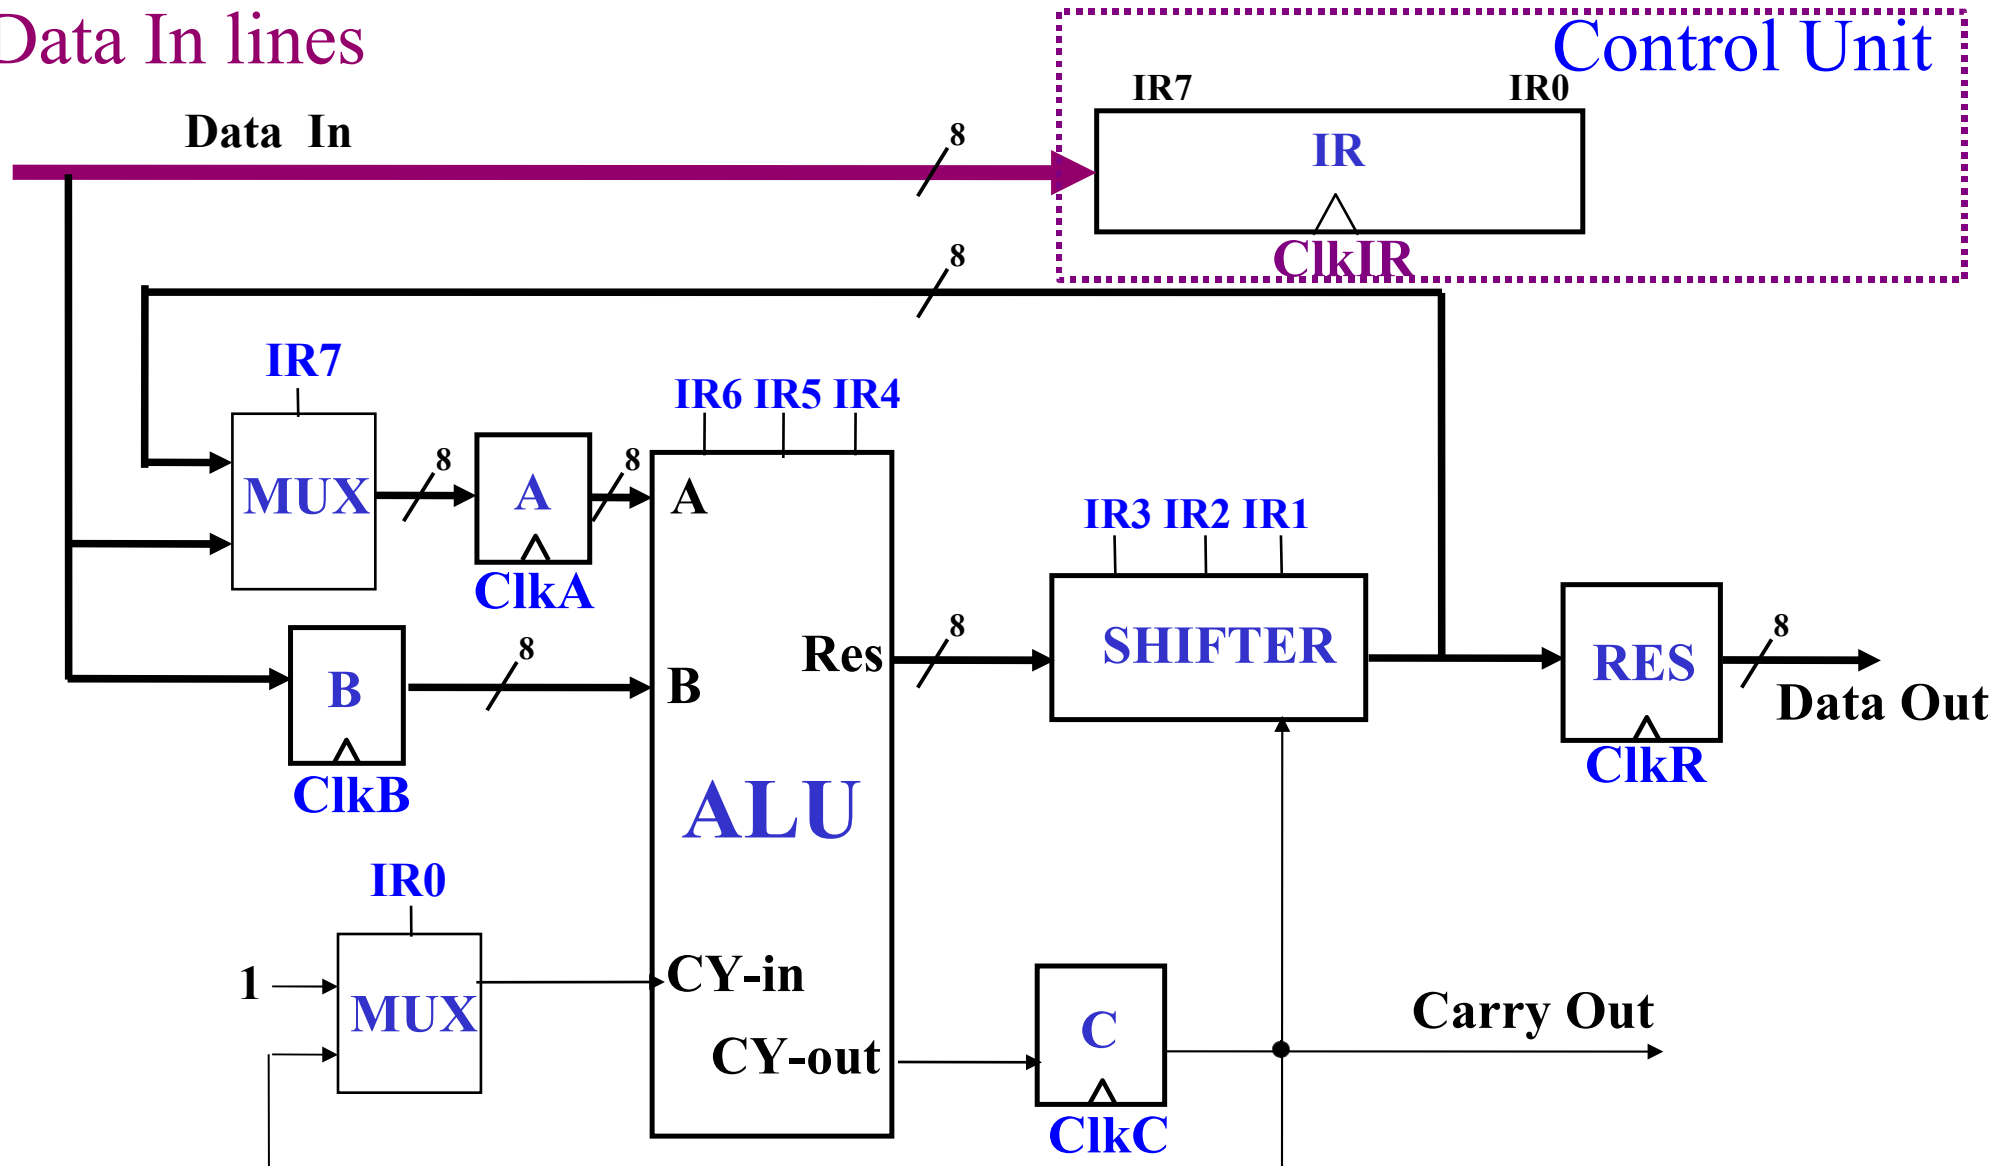 Data In lines
Control Unit
IR7 IR0
Data In
8
IR
ClkIR
8
IR7
IR6 IR5 IR4
MUX
8
A
8
A
ClkA
IR3 IR2 IR1
SHIFTER
B
8
B
Res
8
RES
8
Data Out
ClkB
ClkR
ALU
IR0
1
MUX
CY-in
CY-out
C
Carry Out
ClkC